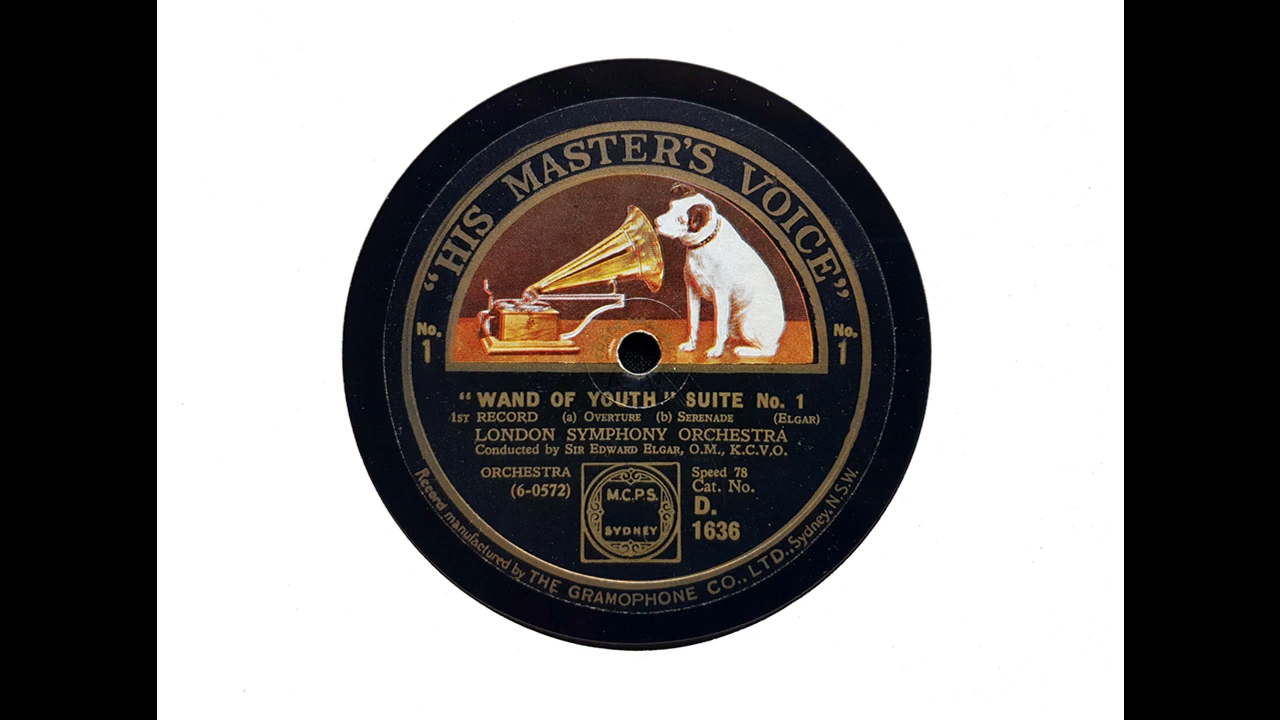 “HIS MASTER'S VOICE”
No. 1
No. 1
“WAND OF YOUTH” SUITE No. 1
1ST RECORD (a) OVERTURE (b) SERENADE (ELGAR)
LONDON SYMPHONY ORCHESTRA
Conducted by SIR EDWARD ELGAR, O.M., K.C.V.O.
ORCHESTRA
(6-0572)
M.C.P.S.
SYDNEY
Speed 78
Cat. No.
D.
1636
Record manufactured by THE GRAMOPHONE CO., LTD., Sydney, N.S.W.